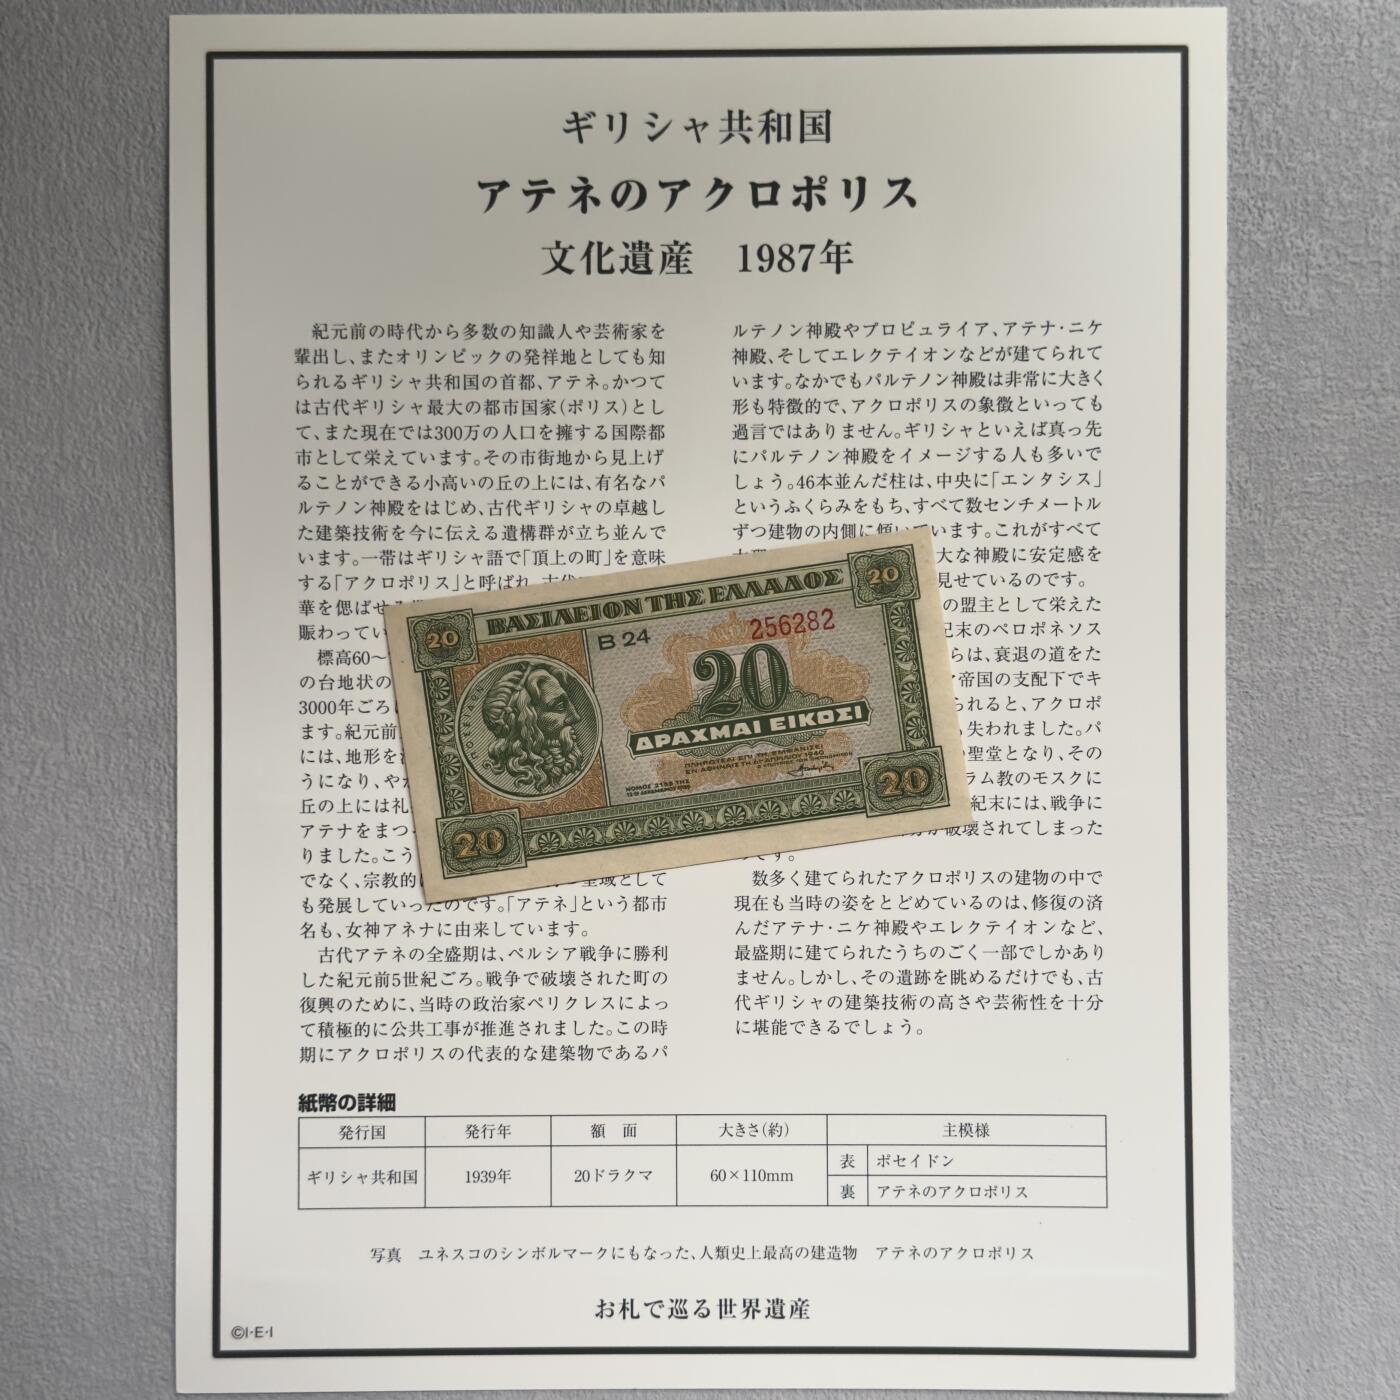 ギリシャ共和国
アテネのアクロポリス
文化遺産 1987年
紀元前の時代から多数の知識人や芸術家を
輩出し、またオリンピックの発祥地としても知
られるギリシャ共和国の首都、アテネ。かつて
は古代ギリシャ最大の都市国家(ポリス)とし
て、また現在では300万の人口を擁する国際都
市として栄えています。その市街地から見上げ
ることができる小高い丘の上には、有名なパ
ルテノン神殿をはじめ、古代ギリシャの卓越し
た建築技術を今に伝える遺構群が立ち並んで
います。一帯はギリシャ語で「頂上の町」を意味
する「アクロポリス」と呼ばれ、古代
華を偲ばせ
賑わってい
標高60〜
の台地状の
3000年ごろ
ます。紀元前
には、地形を
うになり、や
丘の上には礼
アテナをまつ
りました。こう
でなく、宗教的 聖域として
も発展していったのです。「アテネ」という都市
名も、女神アネナに由来しています。
古代アテネの全盛期は、ペルシア戦争に勝利
した紀元前5世紀ごろ。戦争で破壊された町の
復興のために、当時の政治家ペリクレスによっ
て積極的に公共工事が推進されました。この時
期にアクロポリスの代表的な建築物であるパ
ルテノン神殿やプロピュライア、アテナ・ニケ
神殿、そしてエレクテイオンなどが建てられて
います。なかでもパルテノン神殿は非常に大きく
形も特徴的で、アクロポリスの象徴といっても
過言ではありません。ギリシャといえば真っ先
にパルテノン神殿をイメージする人も多いで
しょう。46本並んだ柱は、中央に「エンタシス」
というふくらみをもち、すべて数センチメートル
ずつ建物の内側に傾いています。これがすべて
大な神殿に安定感を
見せているのです。
の盟主として栄えた
紀末のペロポネソス
らは、衰退の道をた
帝国の支配下でキ
られると、アクロポ
失われました。パ
聖堂となり、その
ラム教のモスクに
紀末には、戦争に
破壊されてしまった
です。
数多く建てられたアクロポリスの建物の中で
現在も当時の姿をとどめているのは、修復の済
んだアテナ・ニケ神殿やエレクテイオンなど、
最盛期に建てられたうちのごく一部でしかあり
ません。しかし、その遺跡を眺めるだけでも、古
代ギリシャの建築技術の高さや芸術性を十分
に堪能できるでしょう。
20
ΒΑΣΙΛΕΙΟΝ ΤΗΣ ΕΛΛΑΔΟΣ
20
B 24
256282
ΠΟΣΕΙΔΑΝ
20
ΔΡΑΧΜΑΙ ΕΙΚΟΣΙ
ΠΛΗΡΩΤΕΑΙ ΕΠΙ ΤΗ ΕΜΦΑΝΙΣΕΙ
ΕΝ ΑΘΗΝΑΙΣ ΤΗ 6 ΑΠΡΙΛΙΟΥ 1940
ΝΟΜΟΣ 2155 ΤΗΣ
20
20
紙幣の詳細
発行国 発行年 額 面 大きさ(約) 主模様
ギリシャ共和国 1939年 20ドラクマ 60×110mm 表 ポセイドン
裏 アテネのアクロポリス
写真 ユネスコのシンボルマークにもなった、人類史上最高の建造物 アテネのアクロポリス
お札で巡る世界遺産
©I・E・I